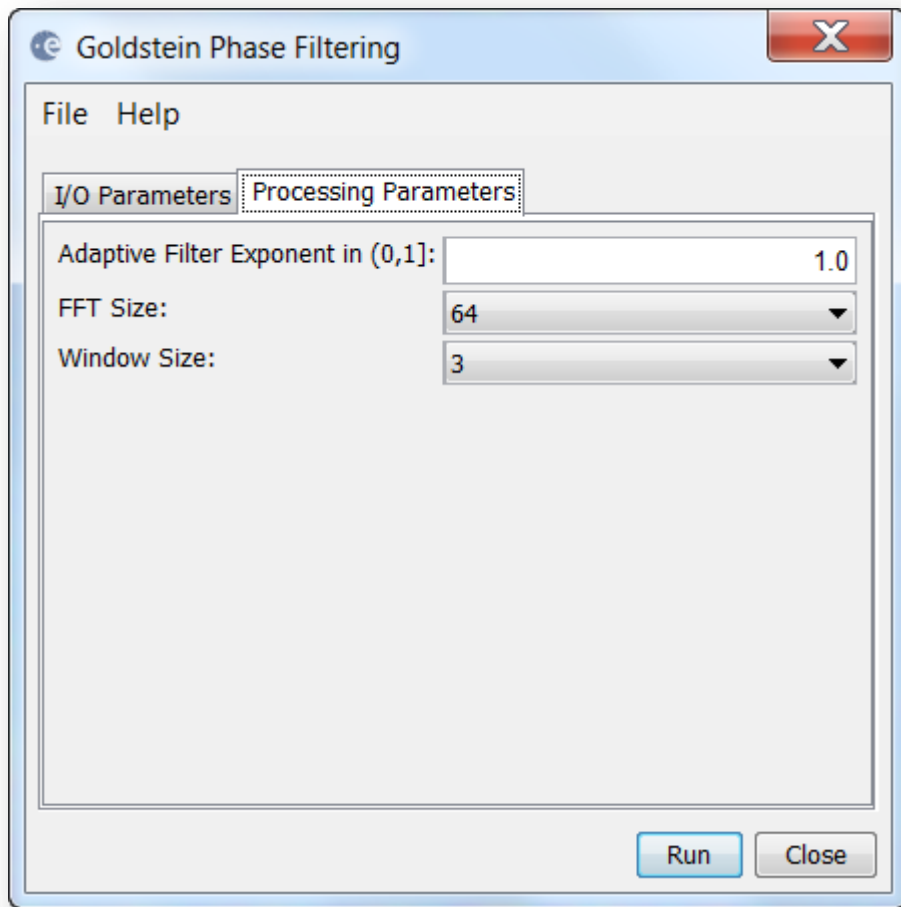 Goldstein Phase Filtering
File Help
I/O Parameters Processing Parameters
Adaptive Filter Exponent in (0,1]: 1.0
FFT Size: 64
Window Size: 3
Run Close